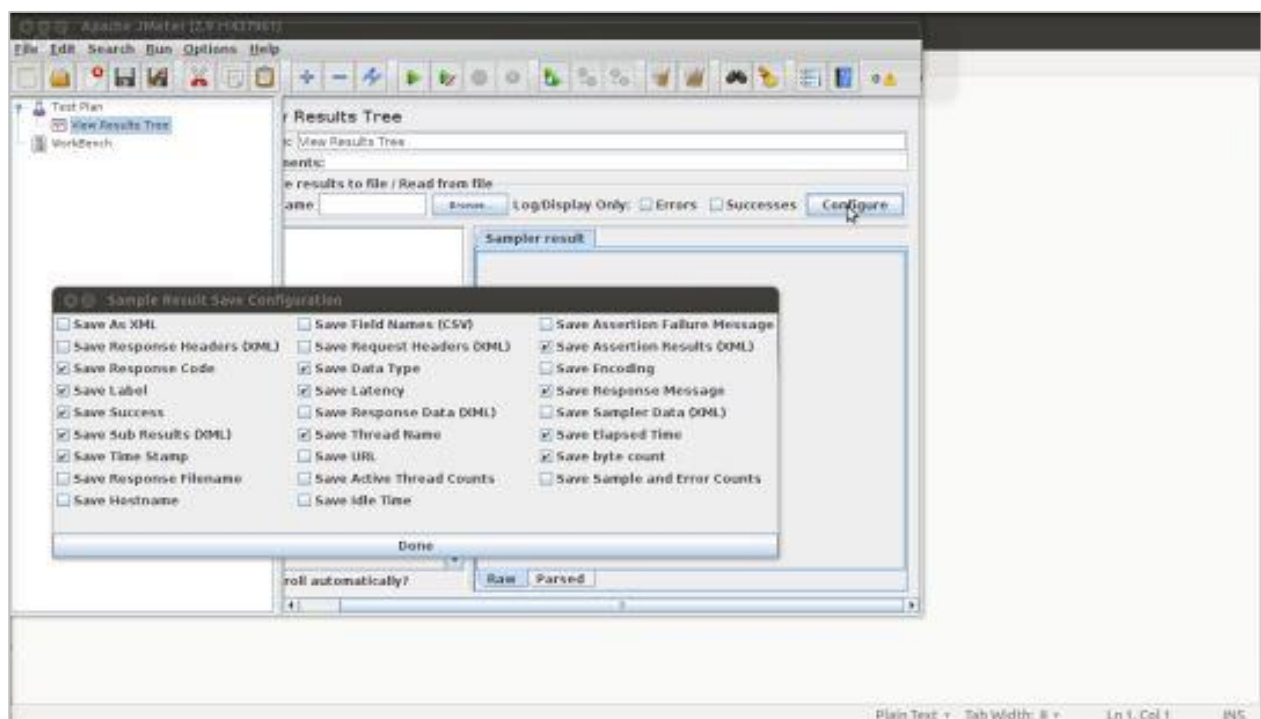 Apache JMeter (2.9 r1437961)
File Edit Search Run Options Help
Test Plan
View Results Tree
WorkBench
Results Tree
View Results Tree
ments:
e results to file / Read from file
ame Browse... Log/Display Only: Errors Successes Configure
Sampler result
Sample Result Save Configuration
Save As XML Save Field Names (CSV) Save Assertion Failure Message
Save Response Headers (XML) Save Request Headers (XML) Save Assertion Results (XML)
Save Response Code Save Data Type Save Encoding
Save Label Save Latency Save Response Message
Save Success Save Response Data (XML) Save Sampler Data (XML)
Save Sub Results (XML) Save Thread Name Save Elapsed Time
Save Time Stamp Save URL Save byte count
Save Response Filename Save Active Thread Counts Save Sample and Error Counts
Save Hostname Save Idle Time
Done
roll automatically? Raw Parsed
Plain Text Tab Width: 8 Ln 1, Col 1 INS